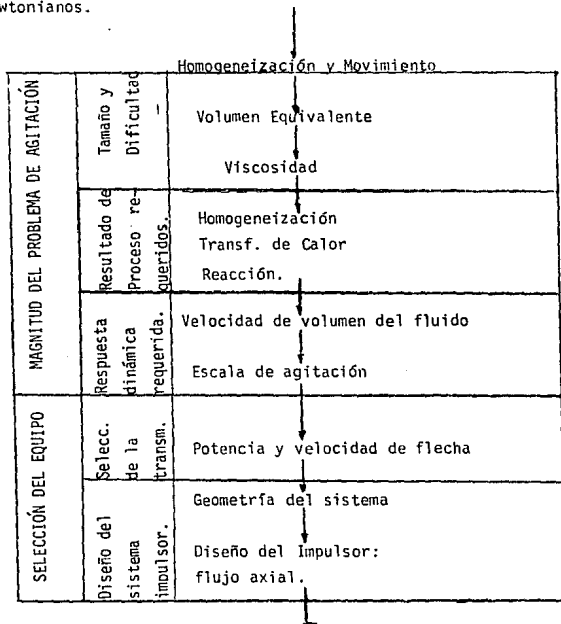 wtonianos.
Homogeneización y Movimiento
MAGNITUD DEL PROBLEMA DE AGITACIÓN
Tamaño y
Dificultad
Volumen Equivalente
Viscosidad
Resultado de
Proceso re-
queridos.
Homogeneización
Transf. de Calor
Reacción.
Respuesta
dinámica
requerida.
Velocidad de volumen del fluido
Escala de agitación
SELECCIÓN DEL EQUIPO
Selecc.
de la
transm.
Potencia y velocidad de flecha
Diseño del
sistema
impulsor.
Geometría del sistema
Diseño del Impulsor:
flujo axial.